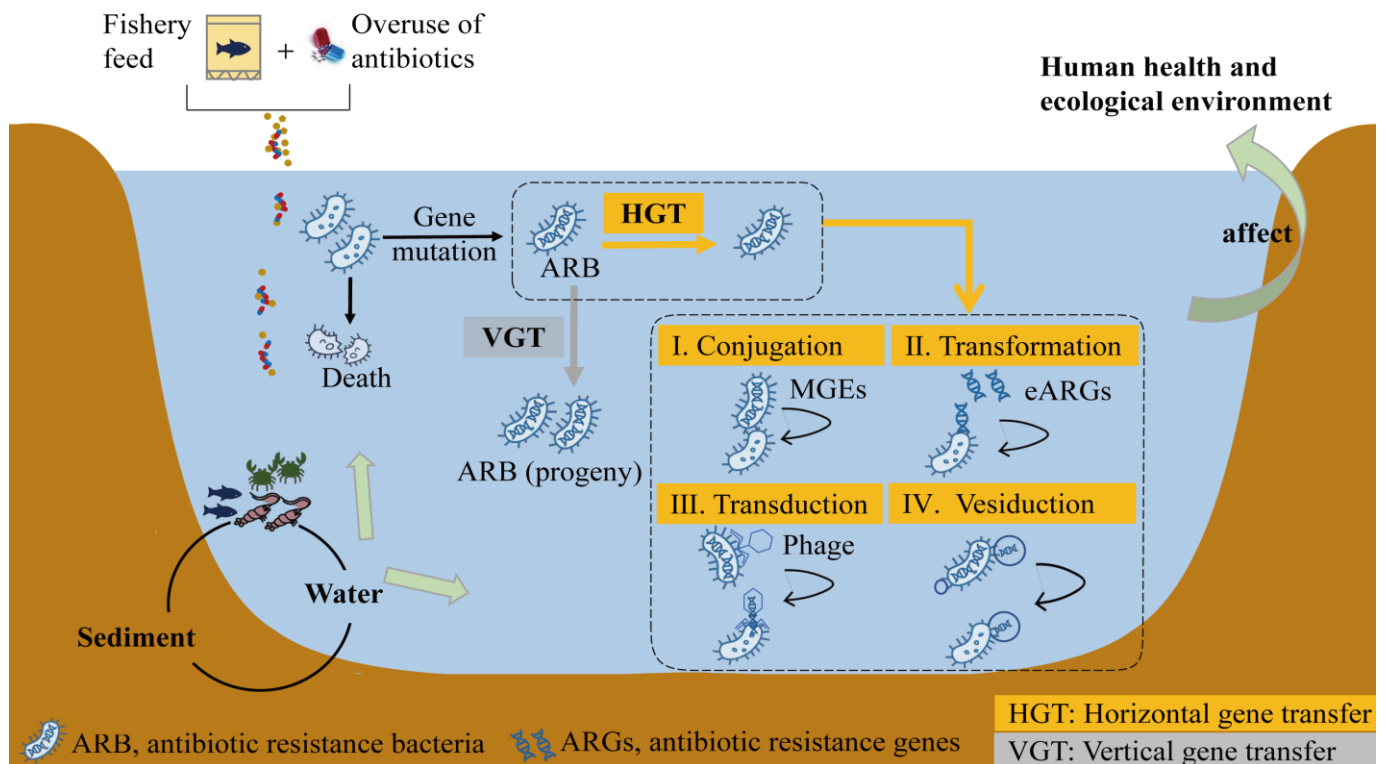 Fishery
feed
+
Overuse of
antibiotics
Human health and
ecological environment
affect
Gene
mutation
HGT
ARB
VGT
Death
ARB (progeny)
I. Conjugation
MGEs
II. Transformation
eARGs
III. Transduction
Phage
IV. Vesiduction
Water
Sediment
ARB, antibiotic resistance bacteria
ARGs, antibiotic resistance genes
HGT: Horizontal gene transfer
VGT: Vertical gene transfer